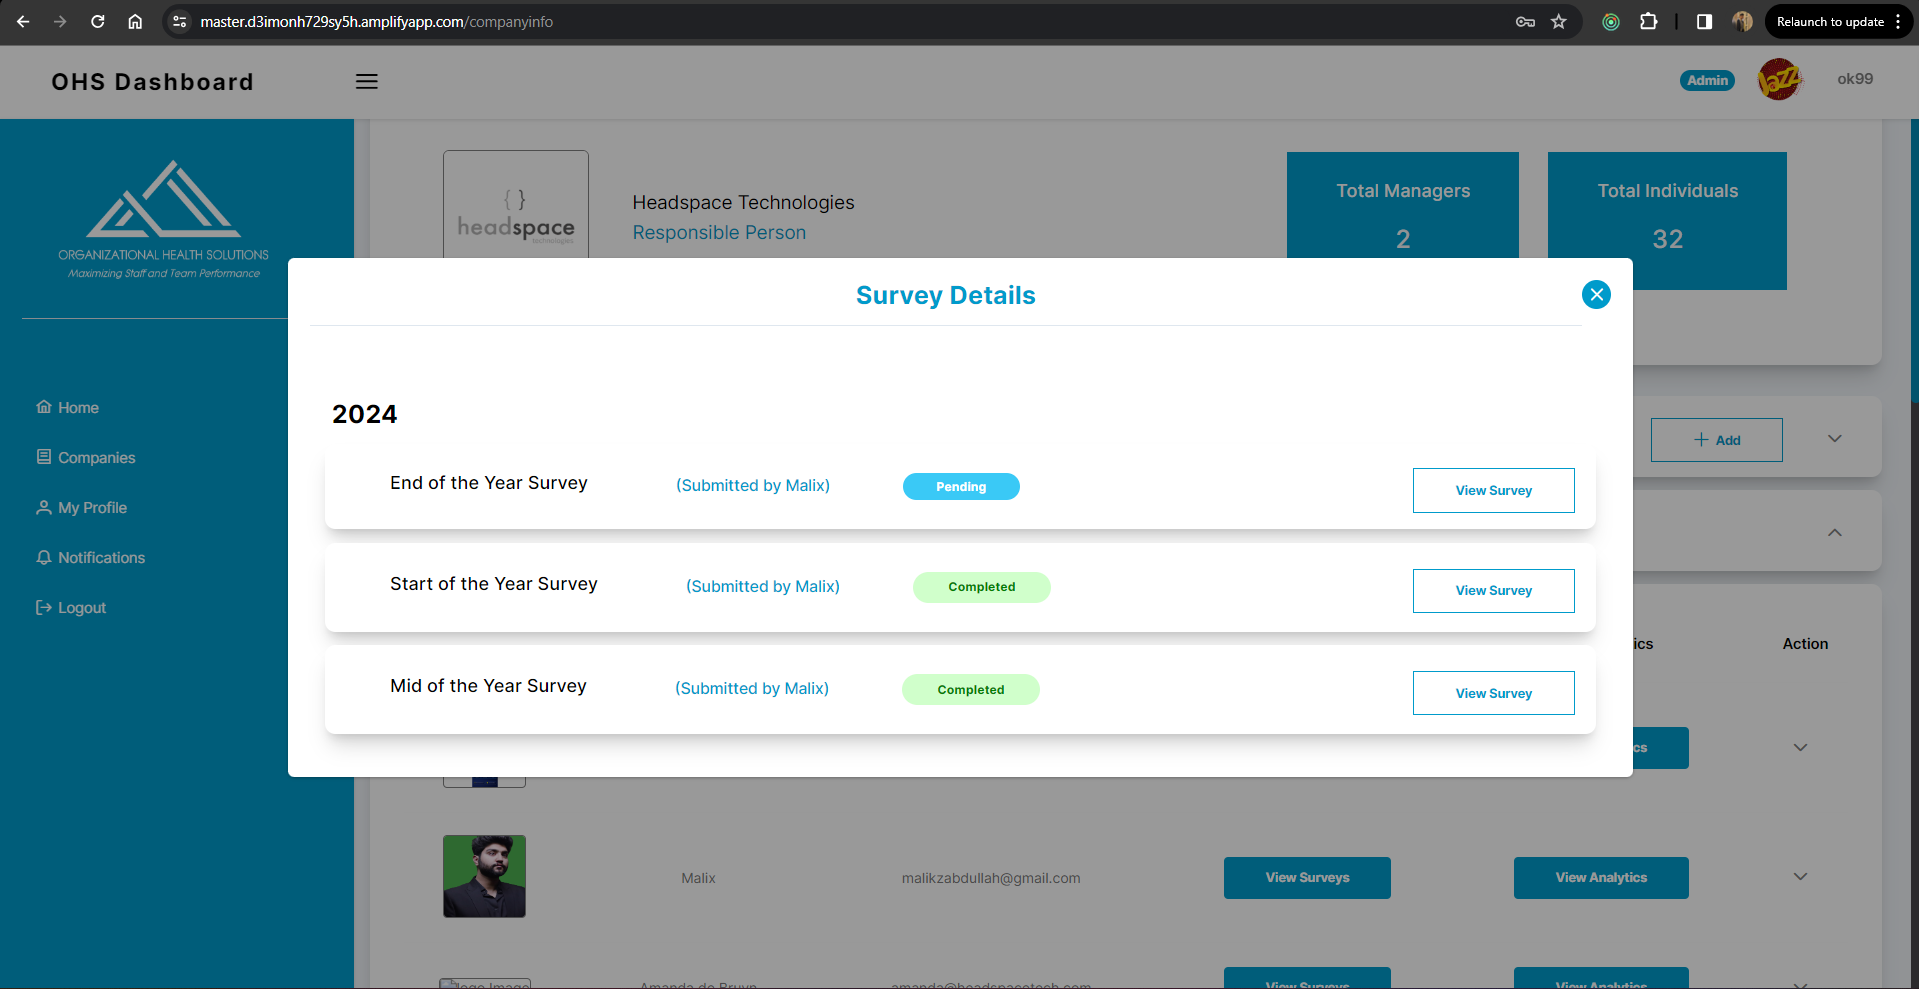 master.d3imonh729sy5h.amplifyapp.com/companyinfo
Relaunch to update
OHS Dashboard
Admin
Jazz
ok99
ORGANIZATIONAL HEALTH SOLUTIONS
Maximizing Staff and Team Performance
Home
Companies
My Profile
Notifications
Logout
{ }
headspace
technologies
Headspace Technologies
Responsible Person
Total Managers
2
Total Individuals
32
Survey Details
2024
End of the Year Survey (Submitted by Malix) Pending View Survey
Start of the Year Survey (Submitted by Malix) Completed View Survey
Mid of the Year Survey (Submitted by Malix) Completed View Survey
Add
ics Action
cs
Malix malikzabdullah@gmail.com View Surveys View Analytics
logo Image Amanda de Bruyn amanda@headspacetech.com View Surveys View Analytics